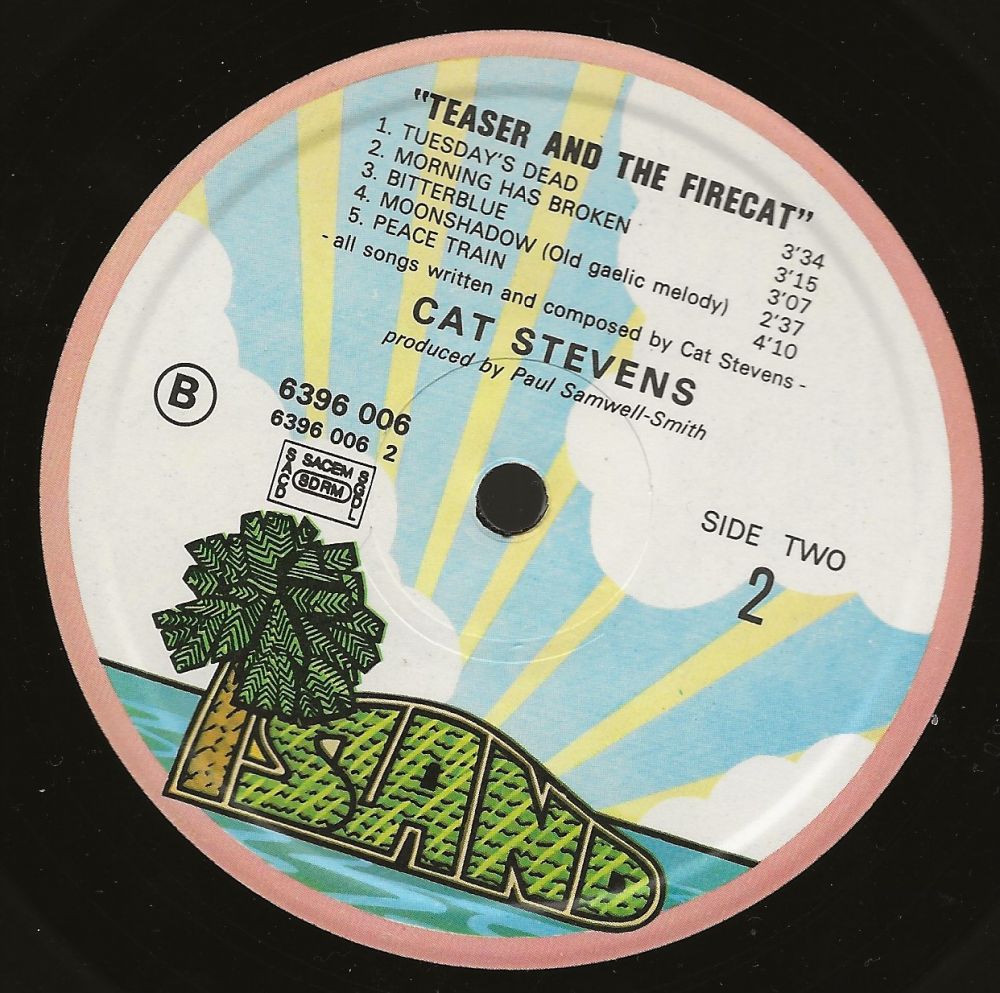 "TEASER AND THE FIRECAT"
1. TUESDAY'S DEAD 3'34
2. MORNING HAS BROKEN 3'15
3. BITTERBLUE 3'07
4. MOONSHADOW (Old gaelic melody) 2'37
5. PEACE TRAIN 4'10
- all songs written and composed by Cat Stevens -
CAT STEVENS
produced by Paul Samwell-Smith
B
6396 006
6396 006 2
SACEM
SACD
SDRM
SGDL
SIDE TWO
2
ISLAND